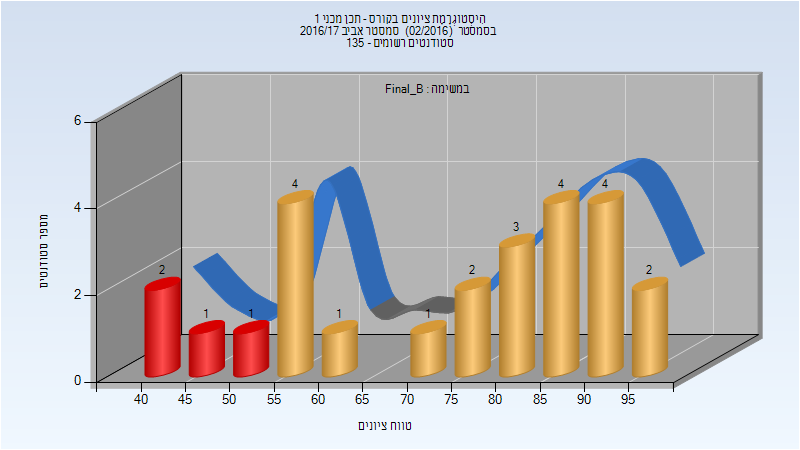 היסטוגרמת ציונים בקורס - תכן מכני 1
בסמסטר (02/2016) סמסטר אביב 2016/17
סטודנטים רשומים - 135
במשימה : Final_B
6
4
2
0
מספר סטודנטים
2
1
1
4
1
1
2
3
4
4
2
40 45 50 55 60 65 70 75 80 85 90 95
טווח ציונים